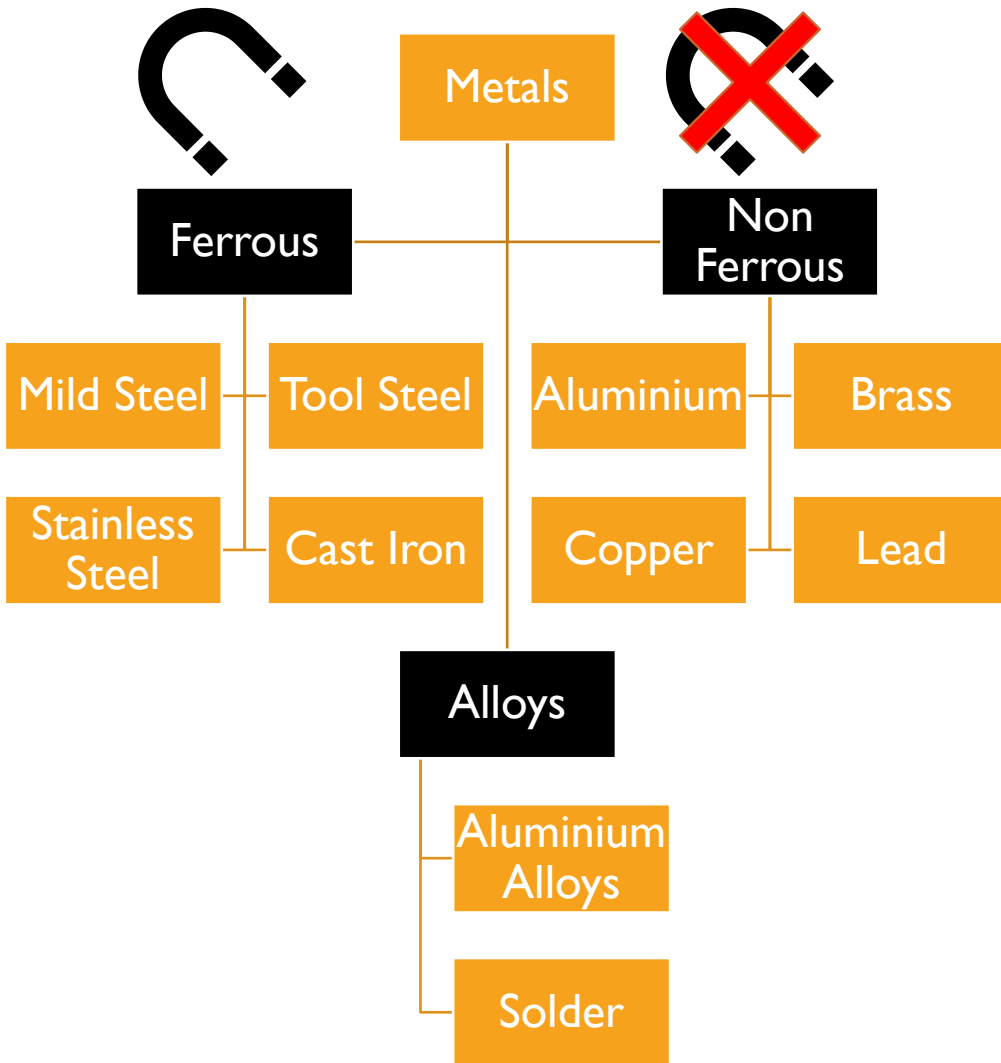 Metals
Ferrous
Non
Ferrous
Mild Steel
Tool Steel
Aluminium
Brass
Stainless
Steel
Cast Iron
Copper
Lead
Alloys
Aluminium
Alloys
Solder